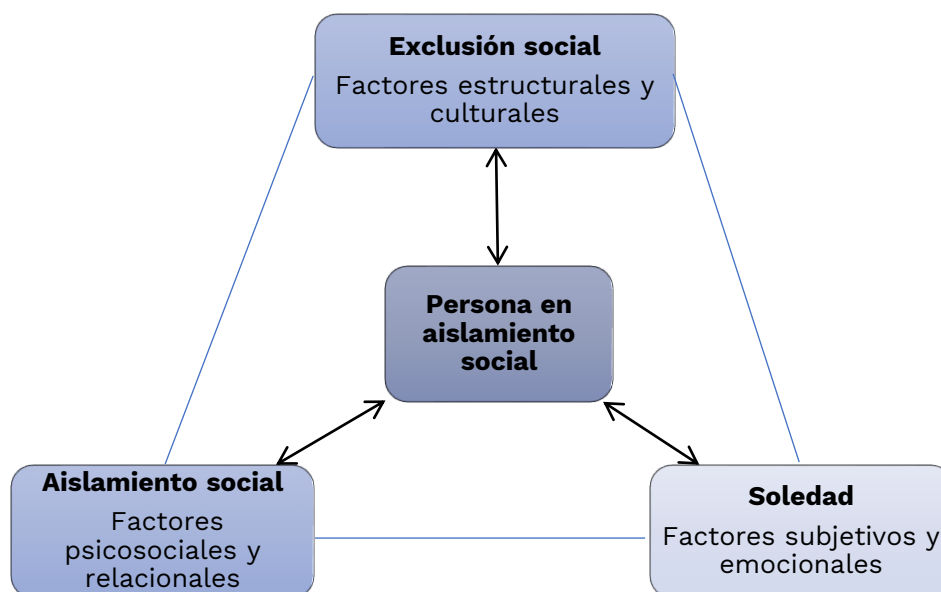 Exclusión social
Factores estructurales y
culturales
Persona en
aislamiento
social
Aislamiento social
Factores
psicosociales y
relacionales
Soledad
Factores subjetivos y
emocionales